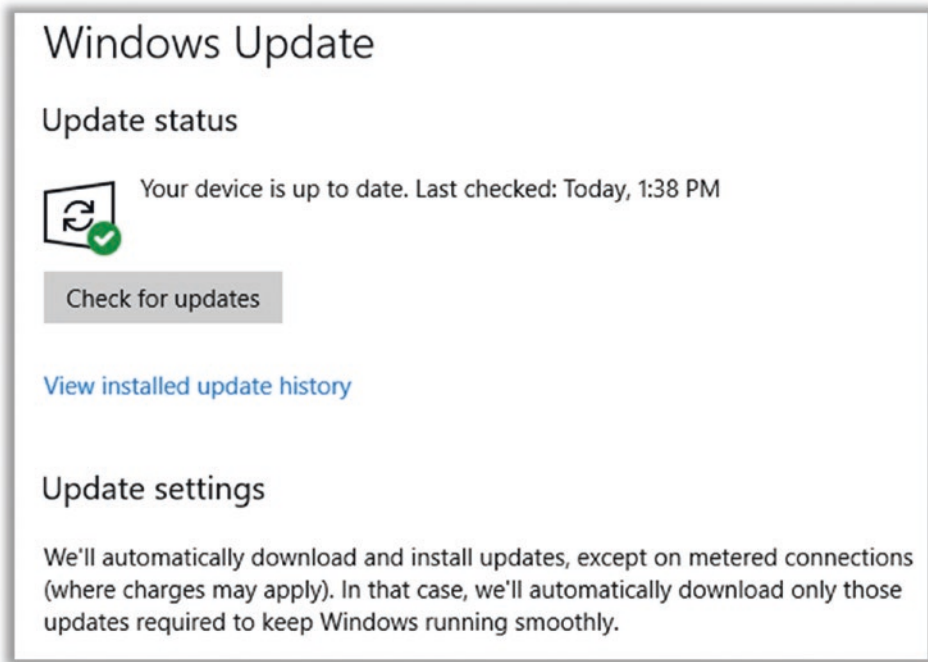 Windows Update
Update status
Your device is up to date. Last checked: Today, 1:38 PM
Check for updates
View installed update history
Update settings
We'll automatically download and install updates, except on metered connections
(where charges may apply). In that case, we'll automatically download only those
updates required to keep Windows running smoothly.